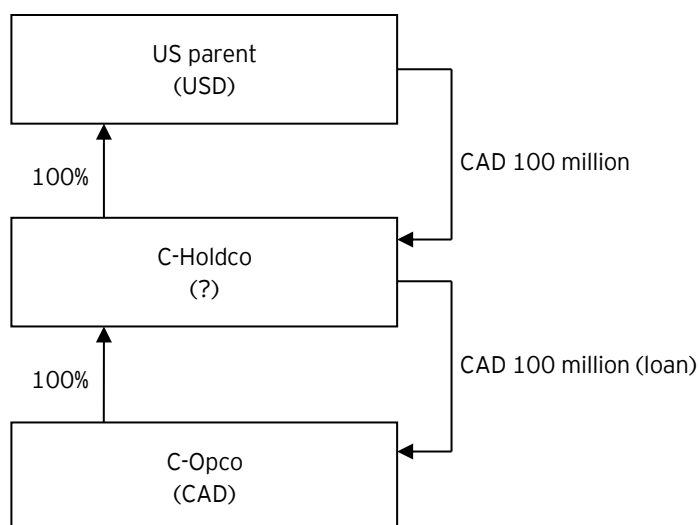 US parent
(USD)
100%
CAD 100 million
C-Holdco
(?)
100%
CAD 100 million (loan)
C-Opco
(CAD)